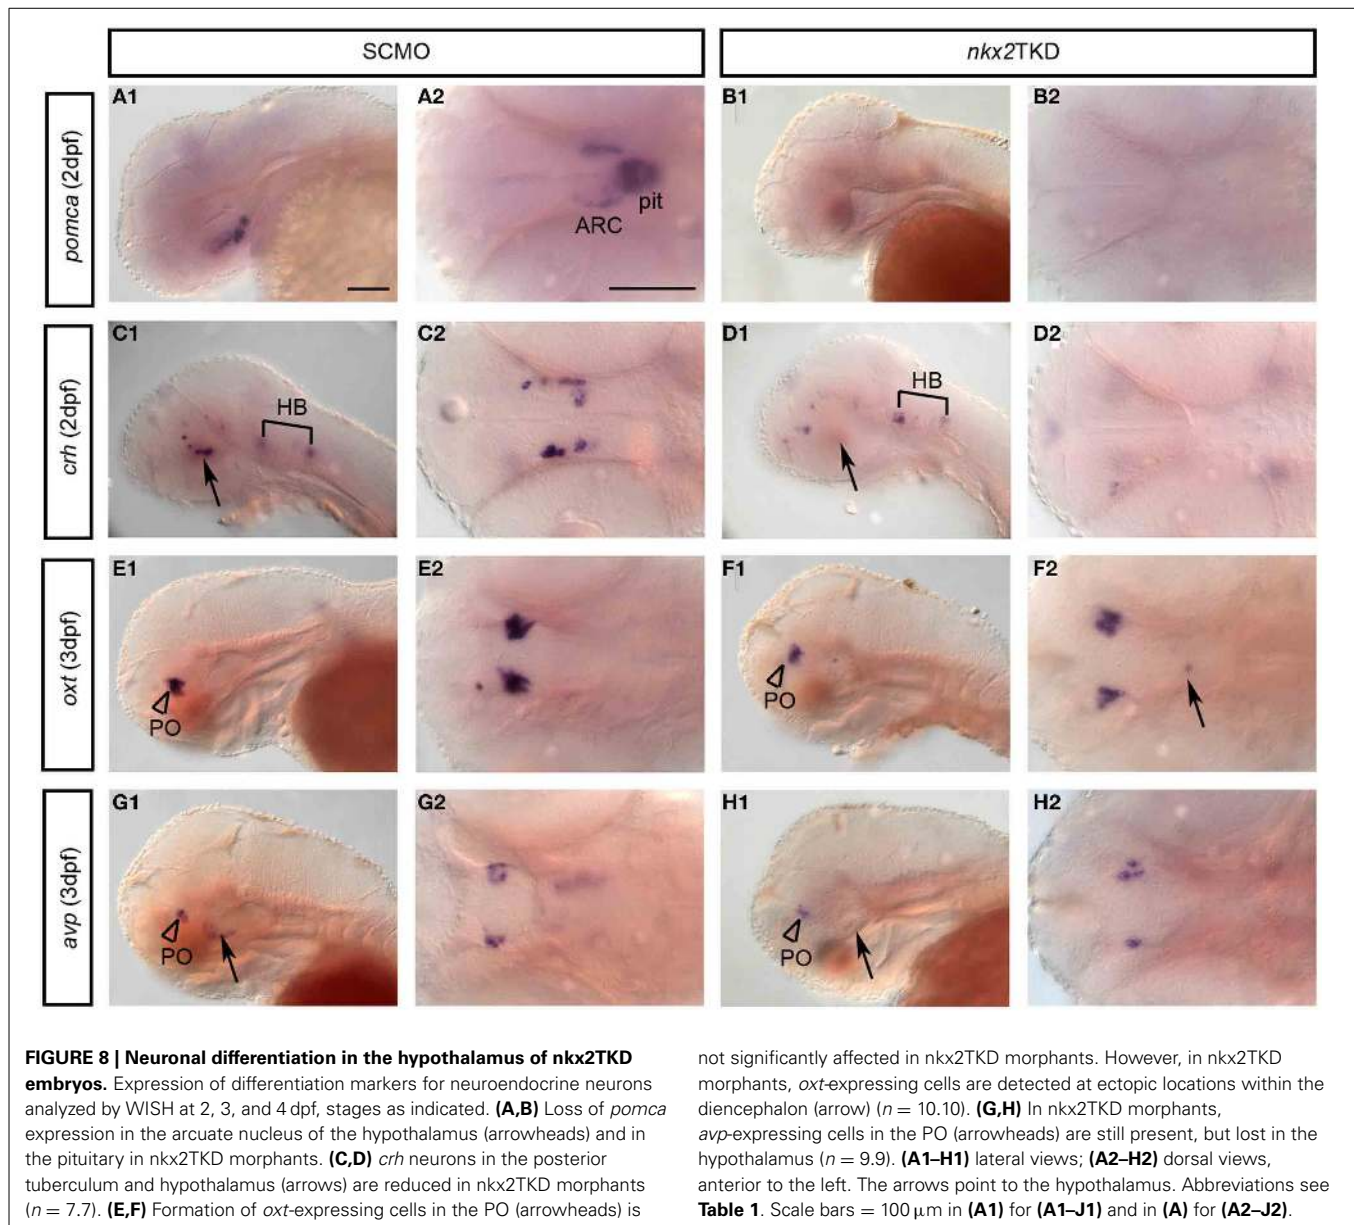 SCMO
nkx2TKD
pomca (2dpf)
A1
A2
pit
ARC
B1
B2
crh (2dpf)
C1
HB
C2
D1
HB
D2
oxt (3dpf)
E1
PO
E2
F1
PO
F2
avp (3dpf)
G1
PO
G2
H1
PO
H2
FIGURE 8 | Neuronal differentiation in the hypothalamus of nkx2TKD
embryos. Expression of differentiation markers for neuroendocrine neurons
analyzed by WISH at 2, 3, and 4 dpf, stages as indicated. (A,B) Loss of pomca
expression in the arcuate nucleus of the hypothalamus (arrowheads) and in
the pituitary in nkx2TKD morphants. (C,D) crh neurons in the posterior
tuberculum and hypothalamus (arrows) are reduced in nkx2TKD morphants
(n = 7.7). (E,F) Formation of oxt-expressing cells in the PO (arrowheads) is
not significantly affected in nkx2TKD morphants. However, in nkx2TKD
morphants, oxt-expressing cells are detected at ectopic locations within the
diencephalon (arrow) (n = 10.10). (G,H) In nkx2TKD morphants,
avp-expressing cells in the PO (arrowheads) are still present, but lost in the
hypothalamus (n = 9.9). (A1–H1) lateral views; (A2–H2) dorsal views,
anterior to the left. The arrows point to the hypothalamus. Abbreviations see
Table 1. Scale bars = 100 μm in (A1) for (A1–J1) and in (A) for (A2–J2).